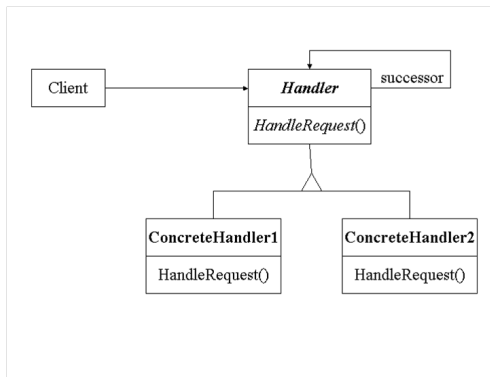 Client
Handler
successor
HandleRequest()
ConcreteHandler1
ConcreteHandler2
HandleRequest()
HandleRequest()